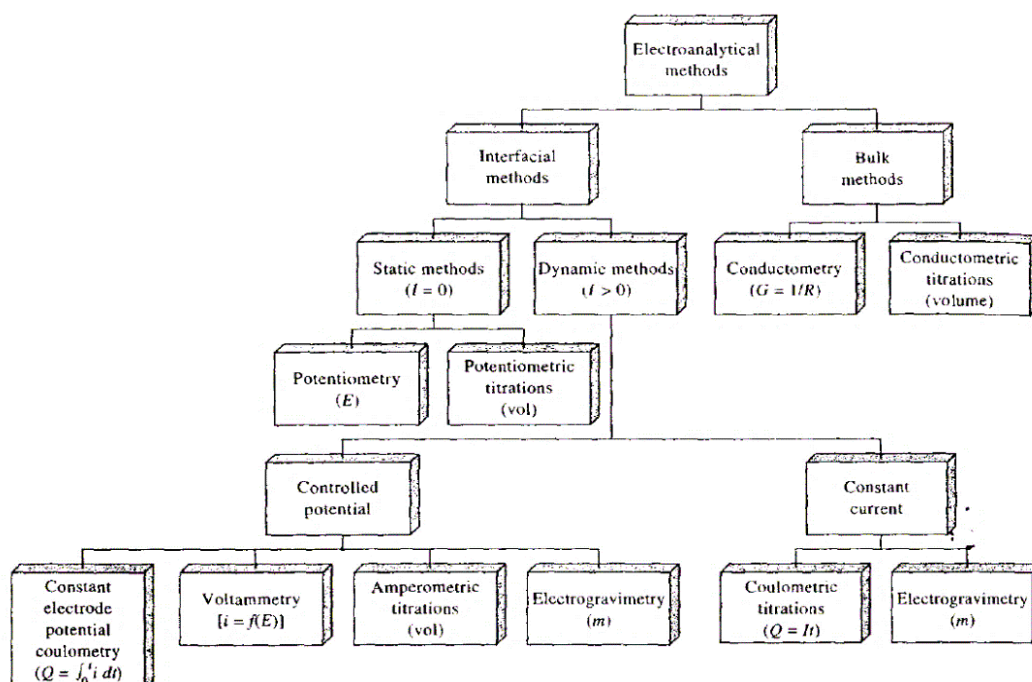 Electroanalytical
methods
Interfacial
methods
Bulk
methods
Static methods
(I = 0)
Dynamic methods
(I > 0)
Conductometry
(G = 1/R)
Conductometric
titrations
(volume)
Potentiometry
(E)
Potentiometric
titrations
(vol)
Controlled
potential
Constant
current
Constant
electrode
potential
coulometry
(Q = ∫₀ᵗ i dt)
Voltammetry
[i = f(E)]
Amperometric
titrations
(vol)
Electrogravimetry
(m)
Coulometric
titrations
(Q = It)
Electrogravimetry
(m)